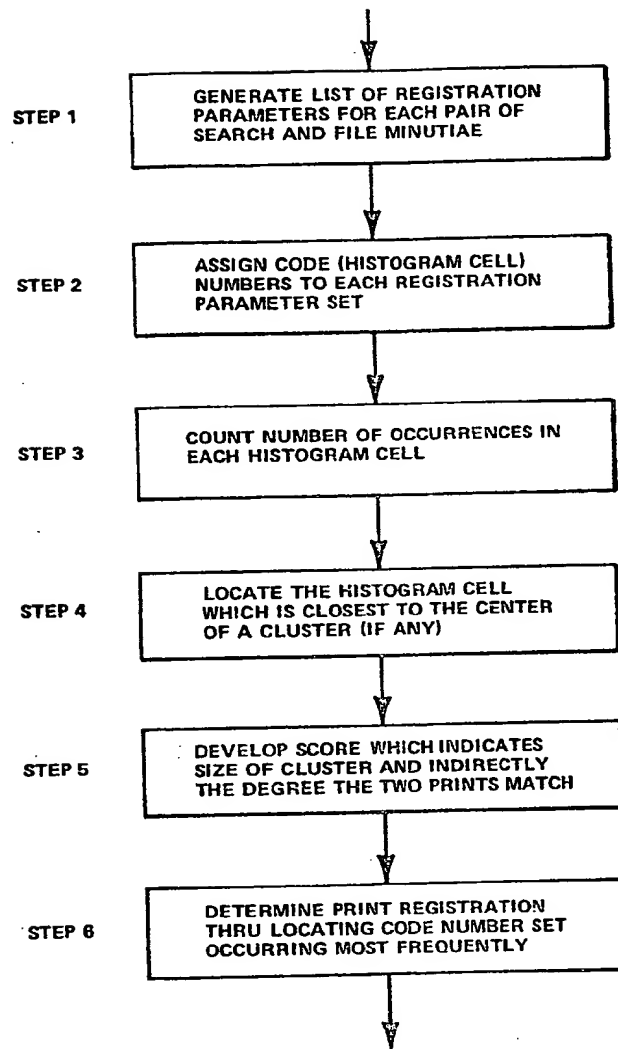 STEP 1
GENERATE LIST OF REGISTRATION
PARAMETERS FOR EACH PAIR OF
SEARCH AND FILE MINUTIAE
STEP 2
ASSIGN CODE (HISTOGRAM CELL)
NUMBERS TO EACH REGISTRATION
PARAMETER SET
STEP 3
COUNT NUMBER OF OCCURRENCES IN
EACH HISTOGRAM CELL
STEP 4
LOCATE THE HISTOGRAM CELL
WHICH IS CLOSEST TO THE CENTER
OF A CLUSTER (IF ANY)
STEP 5
DEVELOP SCORE WHICH INDICATES
SIZE OF CLUSTER AND INDIRECTLY
THE DEGREE THE TWO PRINTS MATCH
STEP 6
DETERMINE PRINT REGISTRATION
THRU LOCATING CODE NUMBER SET
OCCURRING MOST FREQUENTLY